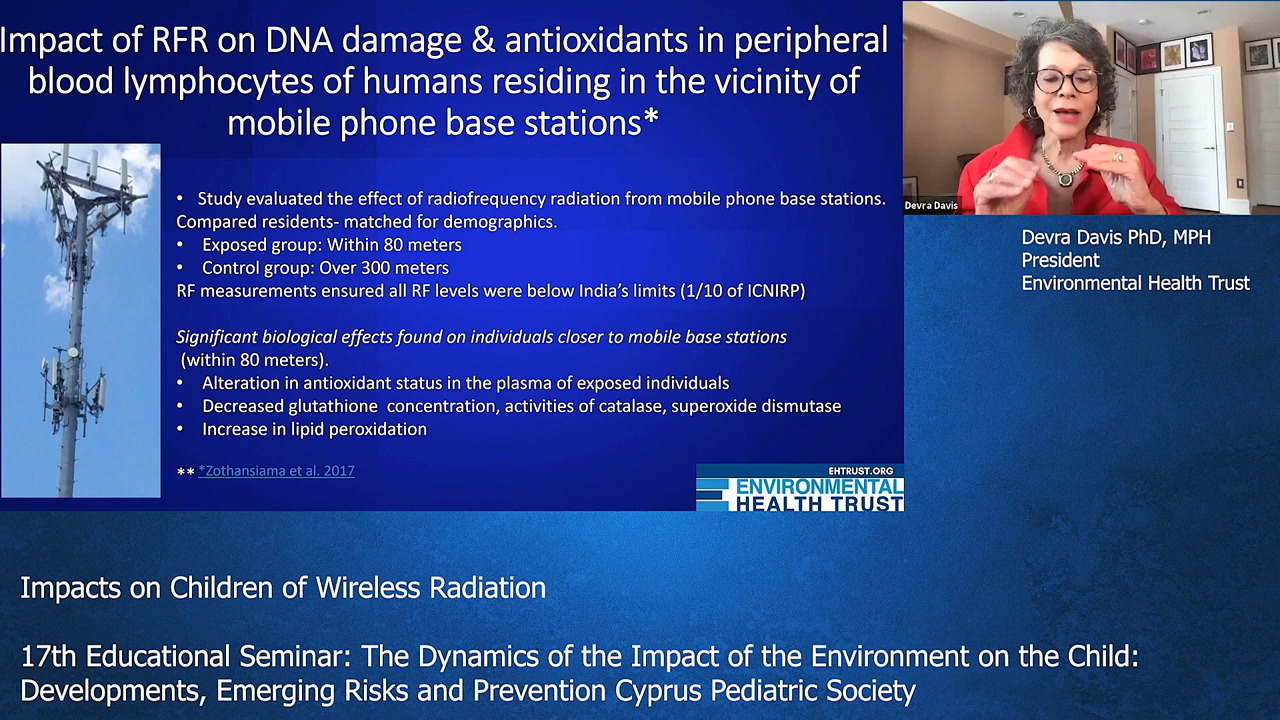 Impact of RFR on DNA damage & antioxidants in peripheral
blood lymphocytes of humans residing in the vicinity of
mobile phone base stations*
• Study evaluated the effect of radiofrequency radiation from mobile phone base stations.
Compared residents- matched for demographics.
• Exposed group: Within 80 meters
• Control group: Over 300 meters
RF measurements ensured all RF levels were below India's limits (1/10 of ICNIRP)
Significant biological effects found on individuals closer to mobile base stations
(within 80 meters).
• Alteration in antioxidant status in the plasma of exposed individuals
• Decreased glutathione concentration, activities of catalase, superoxide dismutase
• Increase in lipid peroxidation
** *Zothansiama et al. 2017
EHTRUST.ORG
ENVIRONMENTAL
HEALTH TRUST
Devra Davis
Devra Davis PhD, MPH
President
Environmental Health Trust
Impacts on Children of Wireless Radiation
17th Educational Seminar: The Dynamics of the Impact of the Environment on the Child:
Developments, Emerging Risks and Prevention Cyprus Pediatric Society